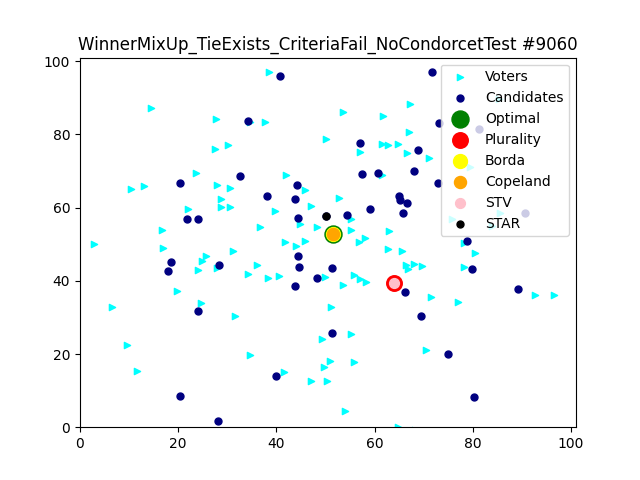 WinnerMixUp_TieExists_CriteriaFail_NoCondorcetTest #9060
100
80
60
40
20
0
0 20 40 60 80 100
Voters
Candidates
Optimal
Plurality
Borda
Copeland
STV
STAR